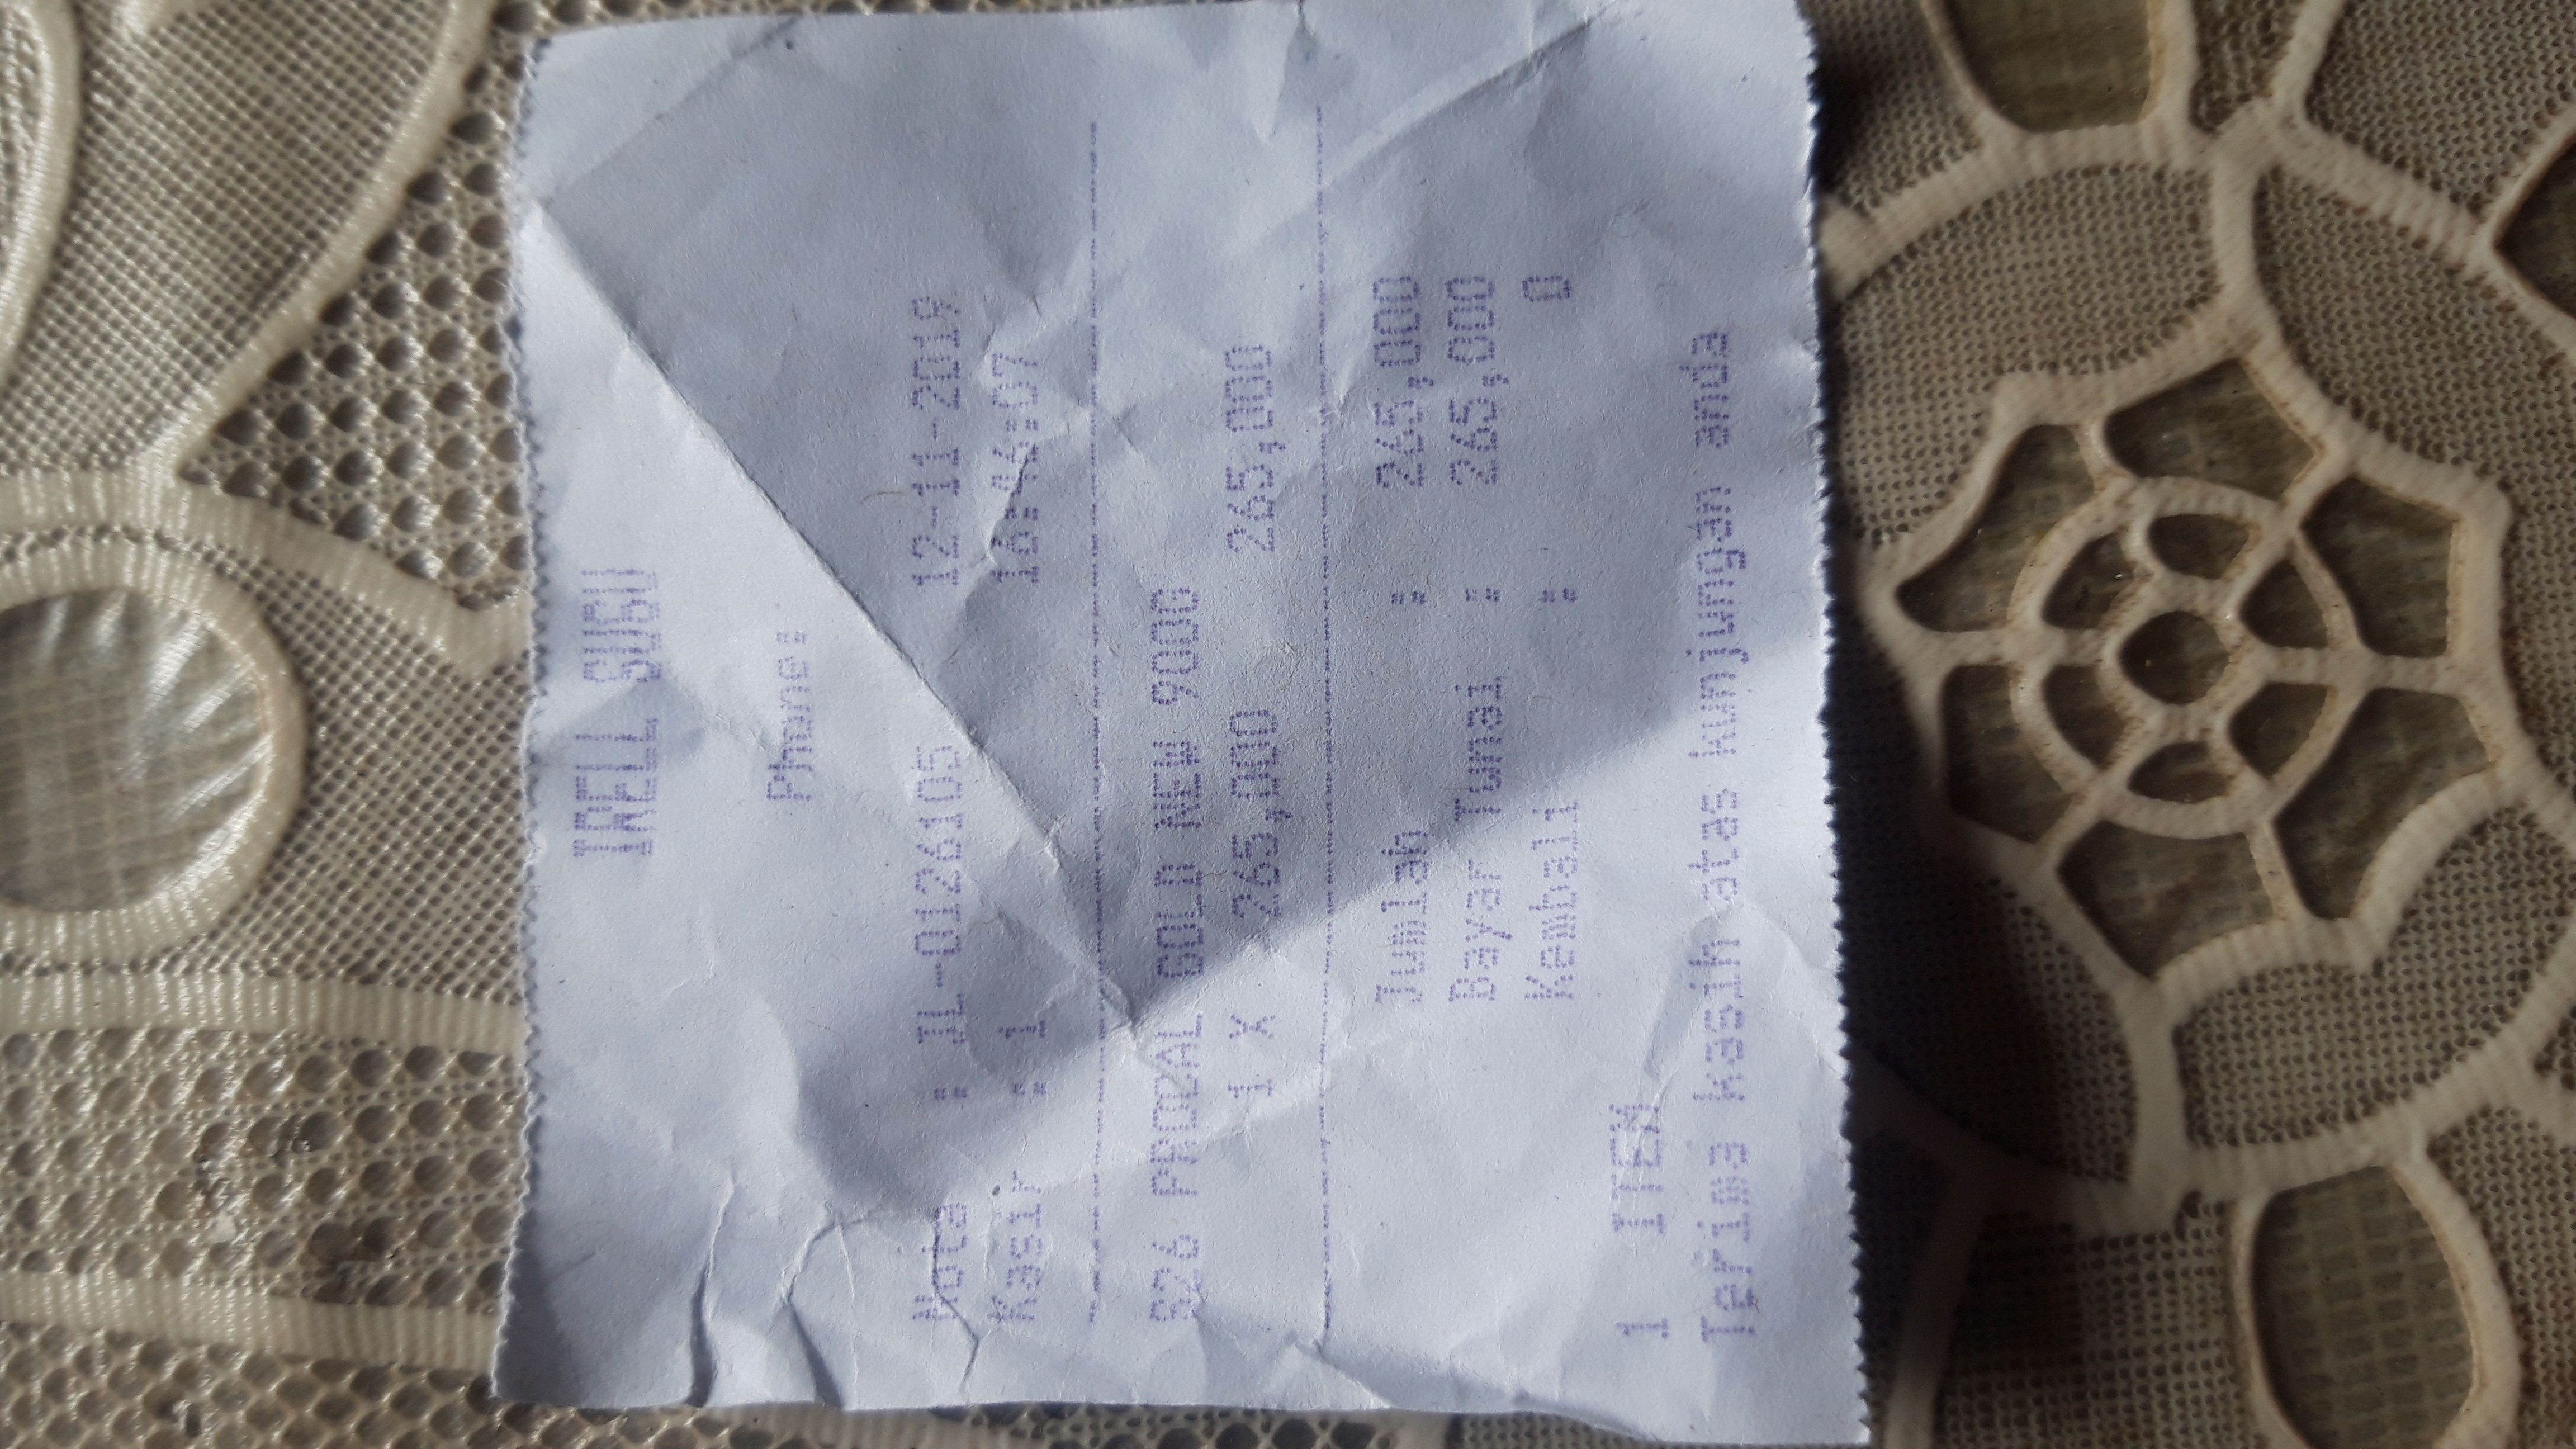 IRELL SUSU
Phone:
Nota : JL-0126105 12-11-2019
Kasir : 1 16:46:07
826 PROCAL GOLD NEW 900G
1 X 265,000 265,000
Jumlah : 265,000
Bayar Tunai : 265,000
Kembali : 0
1 ITEM
Terima kasih atas kunjungan anda